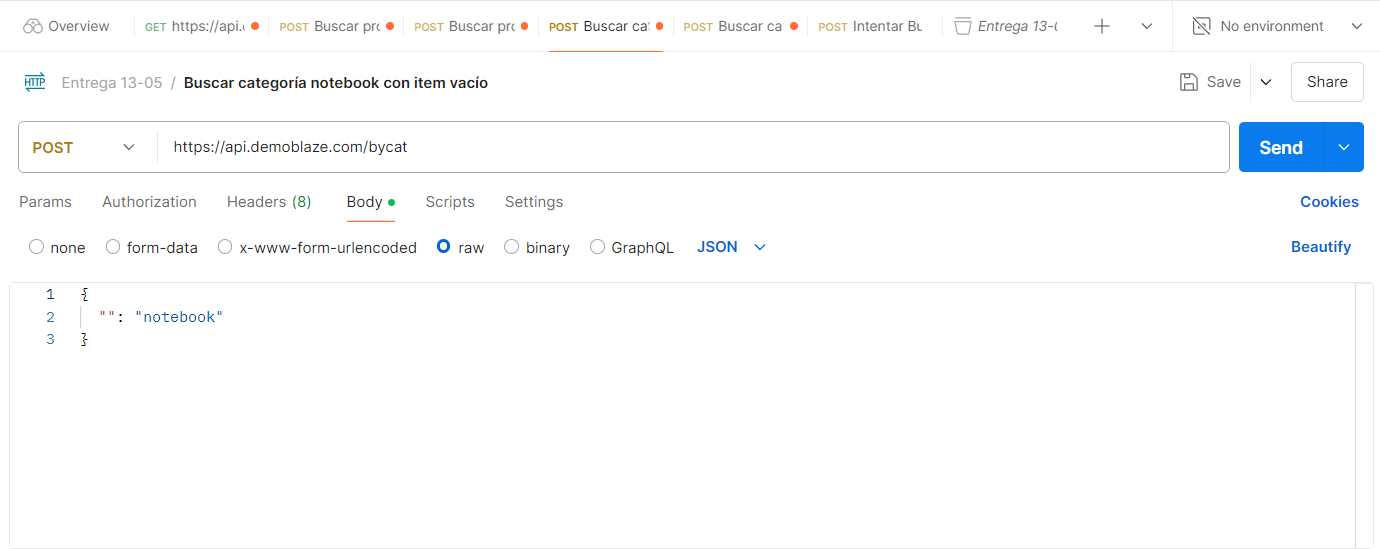 Overview GET https://api. POST Buscar pro POST Buscar pro POST Buscar ca POST Buscar ca POST Intentar Bu Entrega 13-0 No environment
HTTP Entrega 13-05 / Buscar categoría notebook con item vacío Save Share
POST https://api.demoblaze.com/bycat Send
Params Authorization Headers (8) Body Scripts Settings Cookies
none form-data x-www-form-urlencoded raw binary GraphQL JSON Beautify
1 {
2 "": "notebook"
3 }